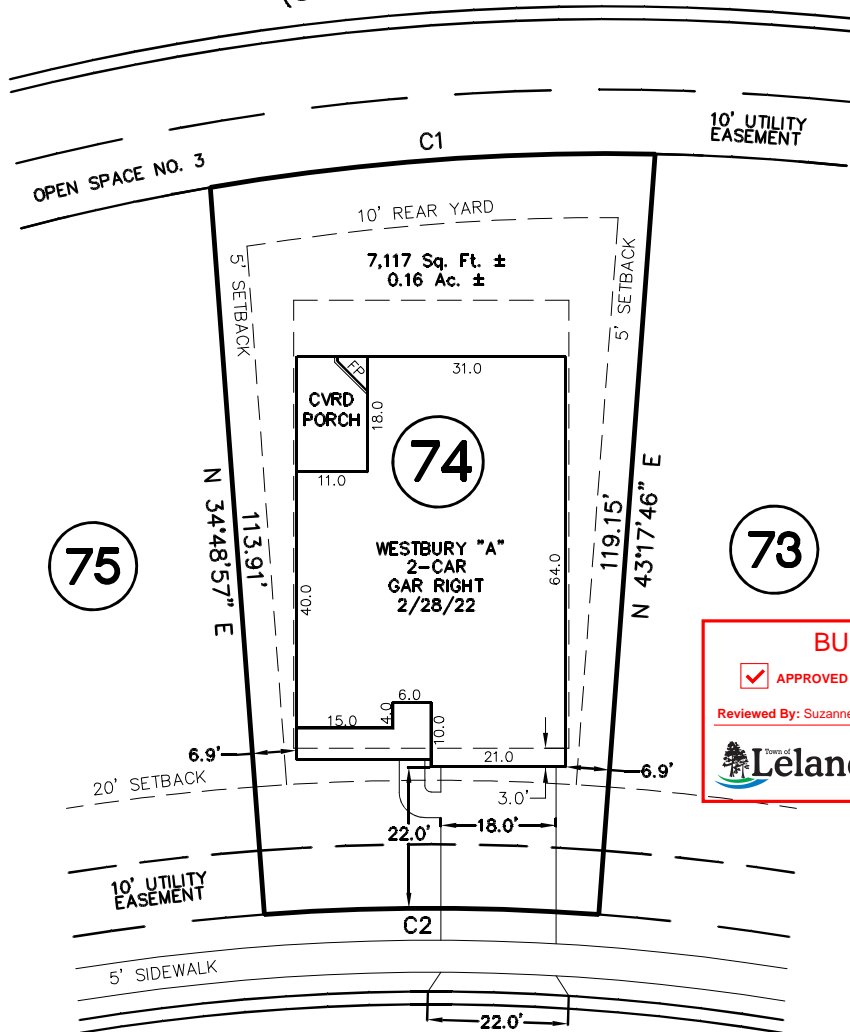 C1
10' UTILITY
EASEMENT
OPEN SPACE NO. 3
10' REAR YARD
5' SETBACK
7,117 Sq. Ft. ±
0.16 Ac. ±
5' SETBACK
FP
31.0
CVRD
PORCH
18.0
11.0
74
N 34°48'57" E
113.91'
75
WESTBURY "A"
2-CAR
GAR RIGHT
2/28/22
40.0
64.0
119.15'
N 43°17'46" E
73
BU
APPROVED
Reviewed By: Suzanne
Town of
Leland
6.0
15.0
4.0
10.0
21.0
6.9'
6.9'
20' SETBACK
3.0'
18.0'
22.0'
10' UTILITY
EASEMENT
C2
5' SIDEWALK
22.0'